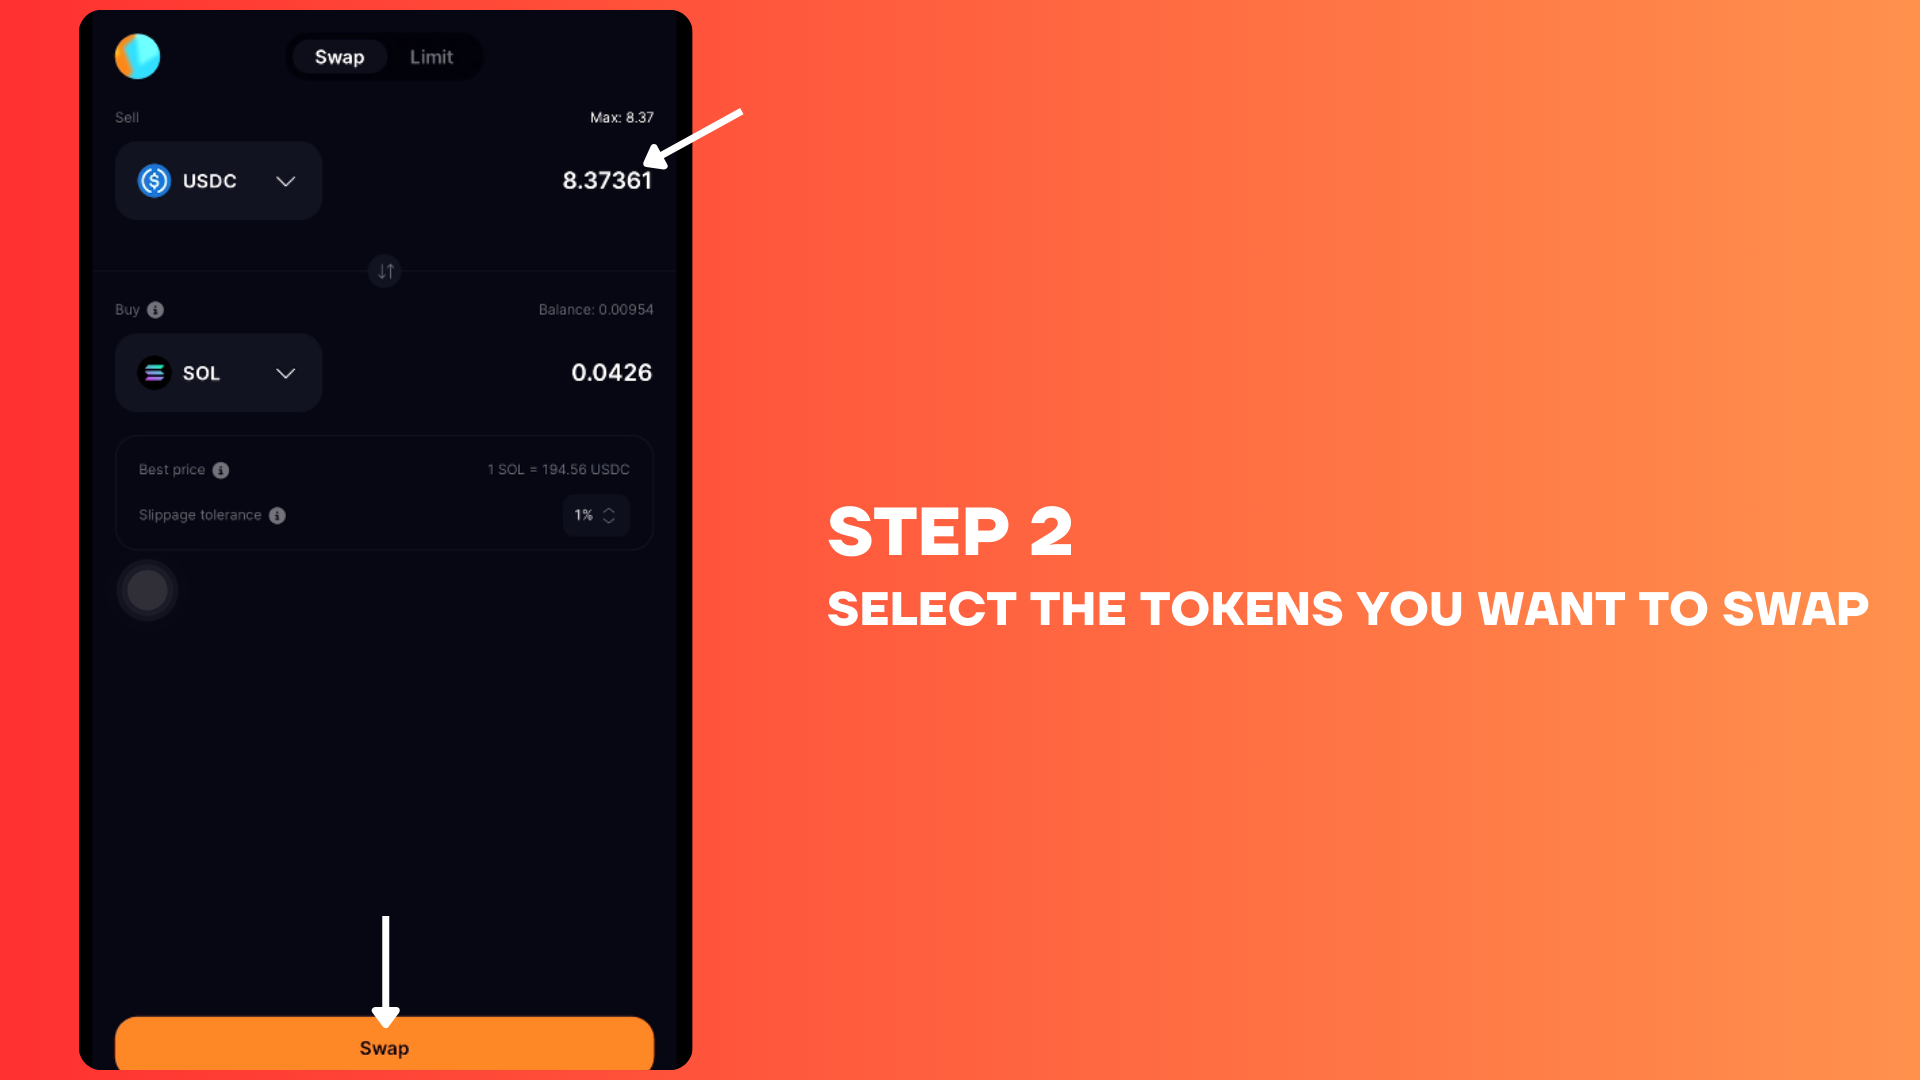 Swap Limit
Sell Max: 8.37
USDC 8.37361
Buy Balance: 0.00954
SOL 0.0426
Best price 1 SOL = 194.56 USDC
Slippage tolerance 1%
STEP 2
SELECT THE TOKENS YOU WANT TO SWAP
Swap